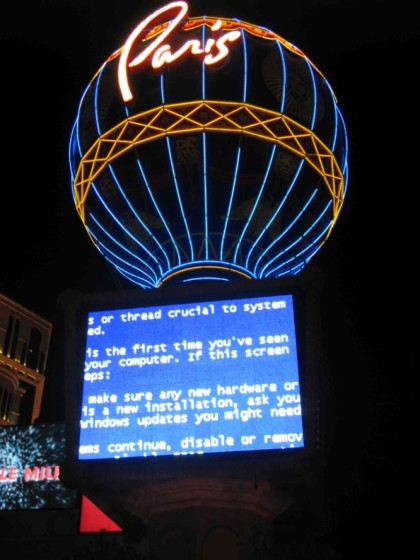 Paris
s or thread crucial to system
ed.
is the first time you've seen
your computer. If this screen
eps:
make sure any new hardware or
is a new installation, ask you
windows updates you might need
ems continue, disable or remov
LE MILI